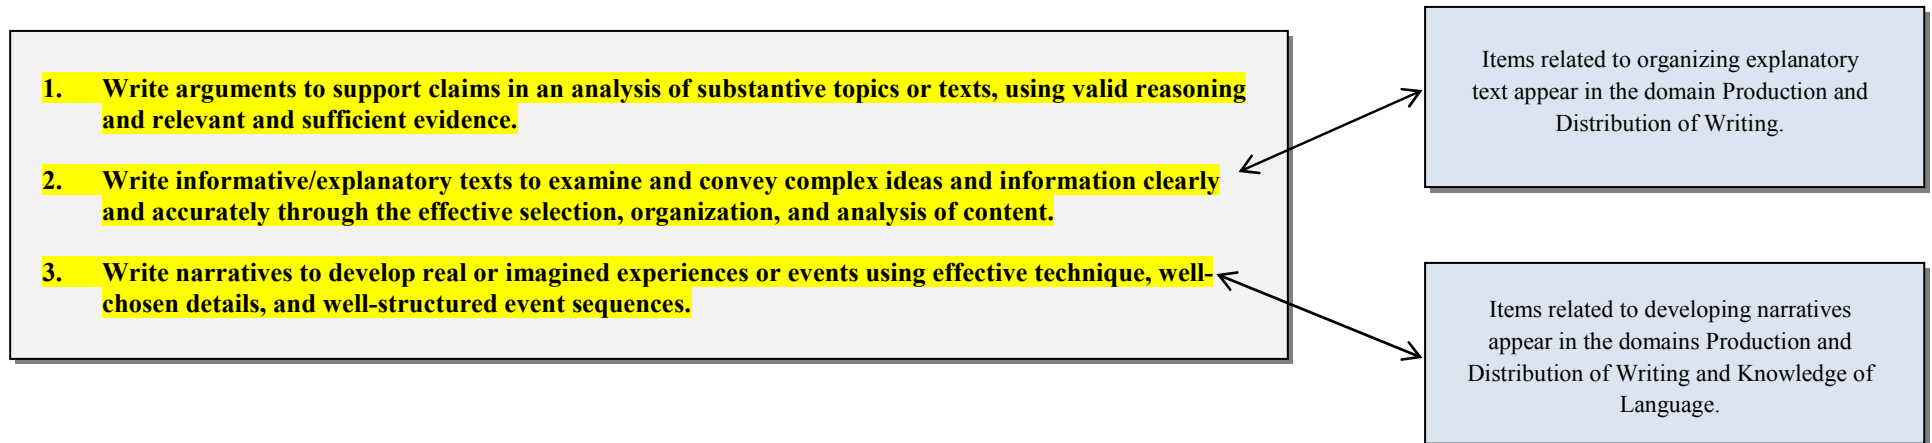 1. Write arguments to support claims in an analysis of substantive topics or texts, using valid reasoning
and relevant and sufficient evidence.
2. Write informative/explanatory texts to examine and convey complex ideas and information clearly
and accurately through the effective selection, organization, and analysis of content.
3. Write narratives to develop real or imagined experiences or events using effective technique, well-
chosen details, and well-structured event sequences.
Items related to organizing explanatory
text appear in the domain Production and
Distribution of Writing.
Items related to developing narratives
appear in the domains Production and
Distribution of Writing and Knowledge of
Language.